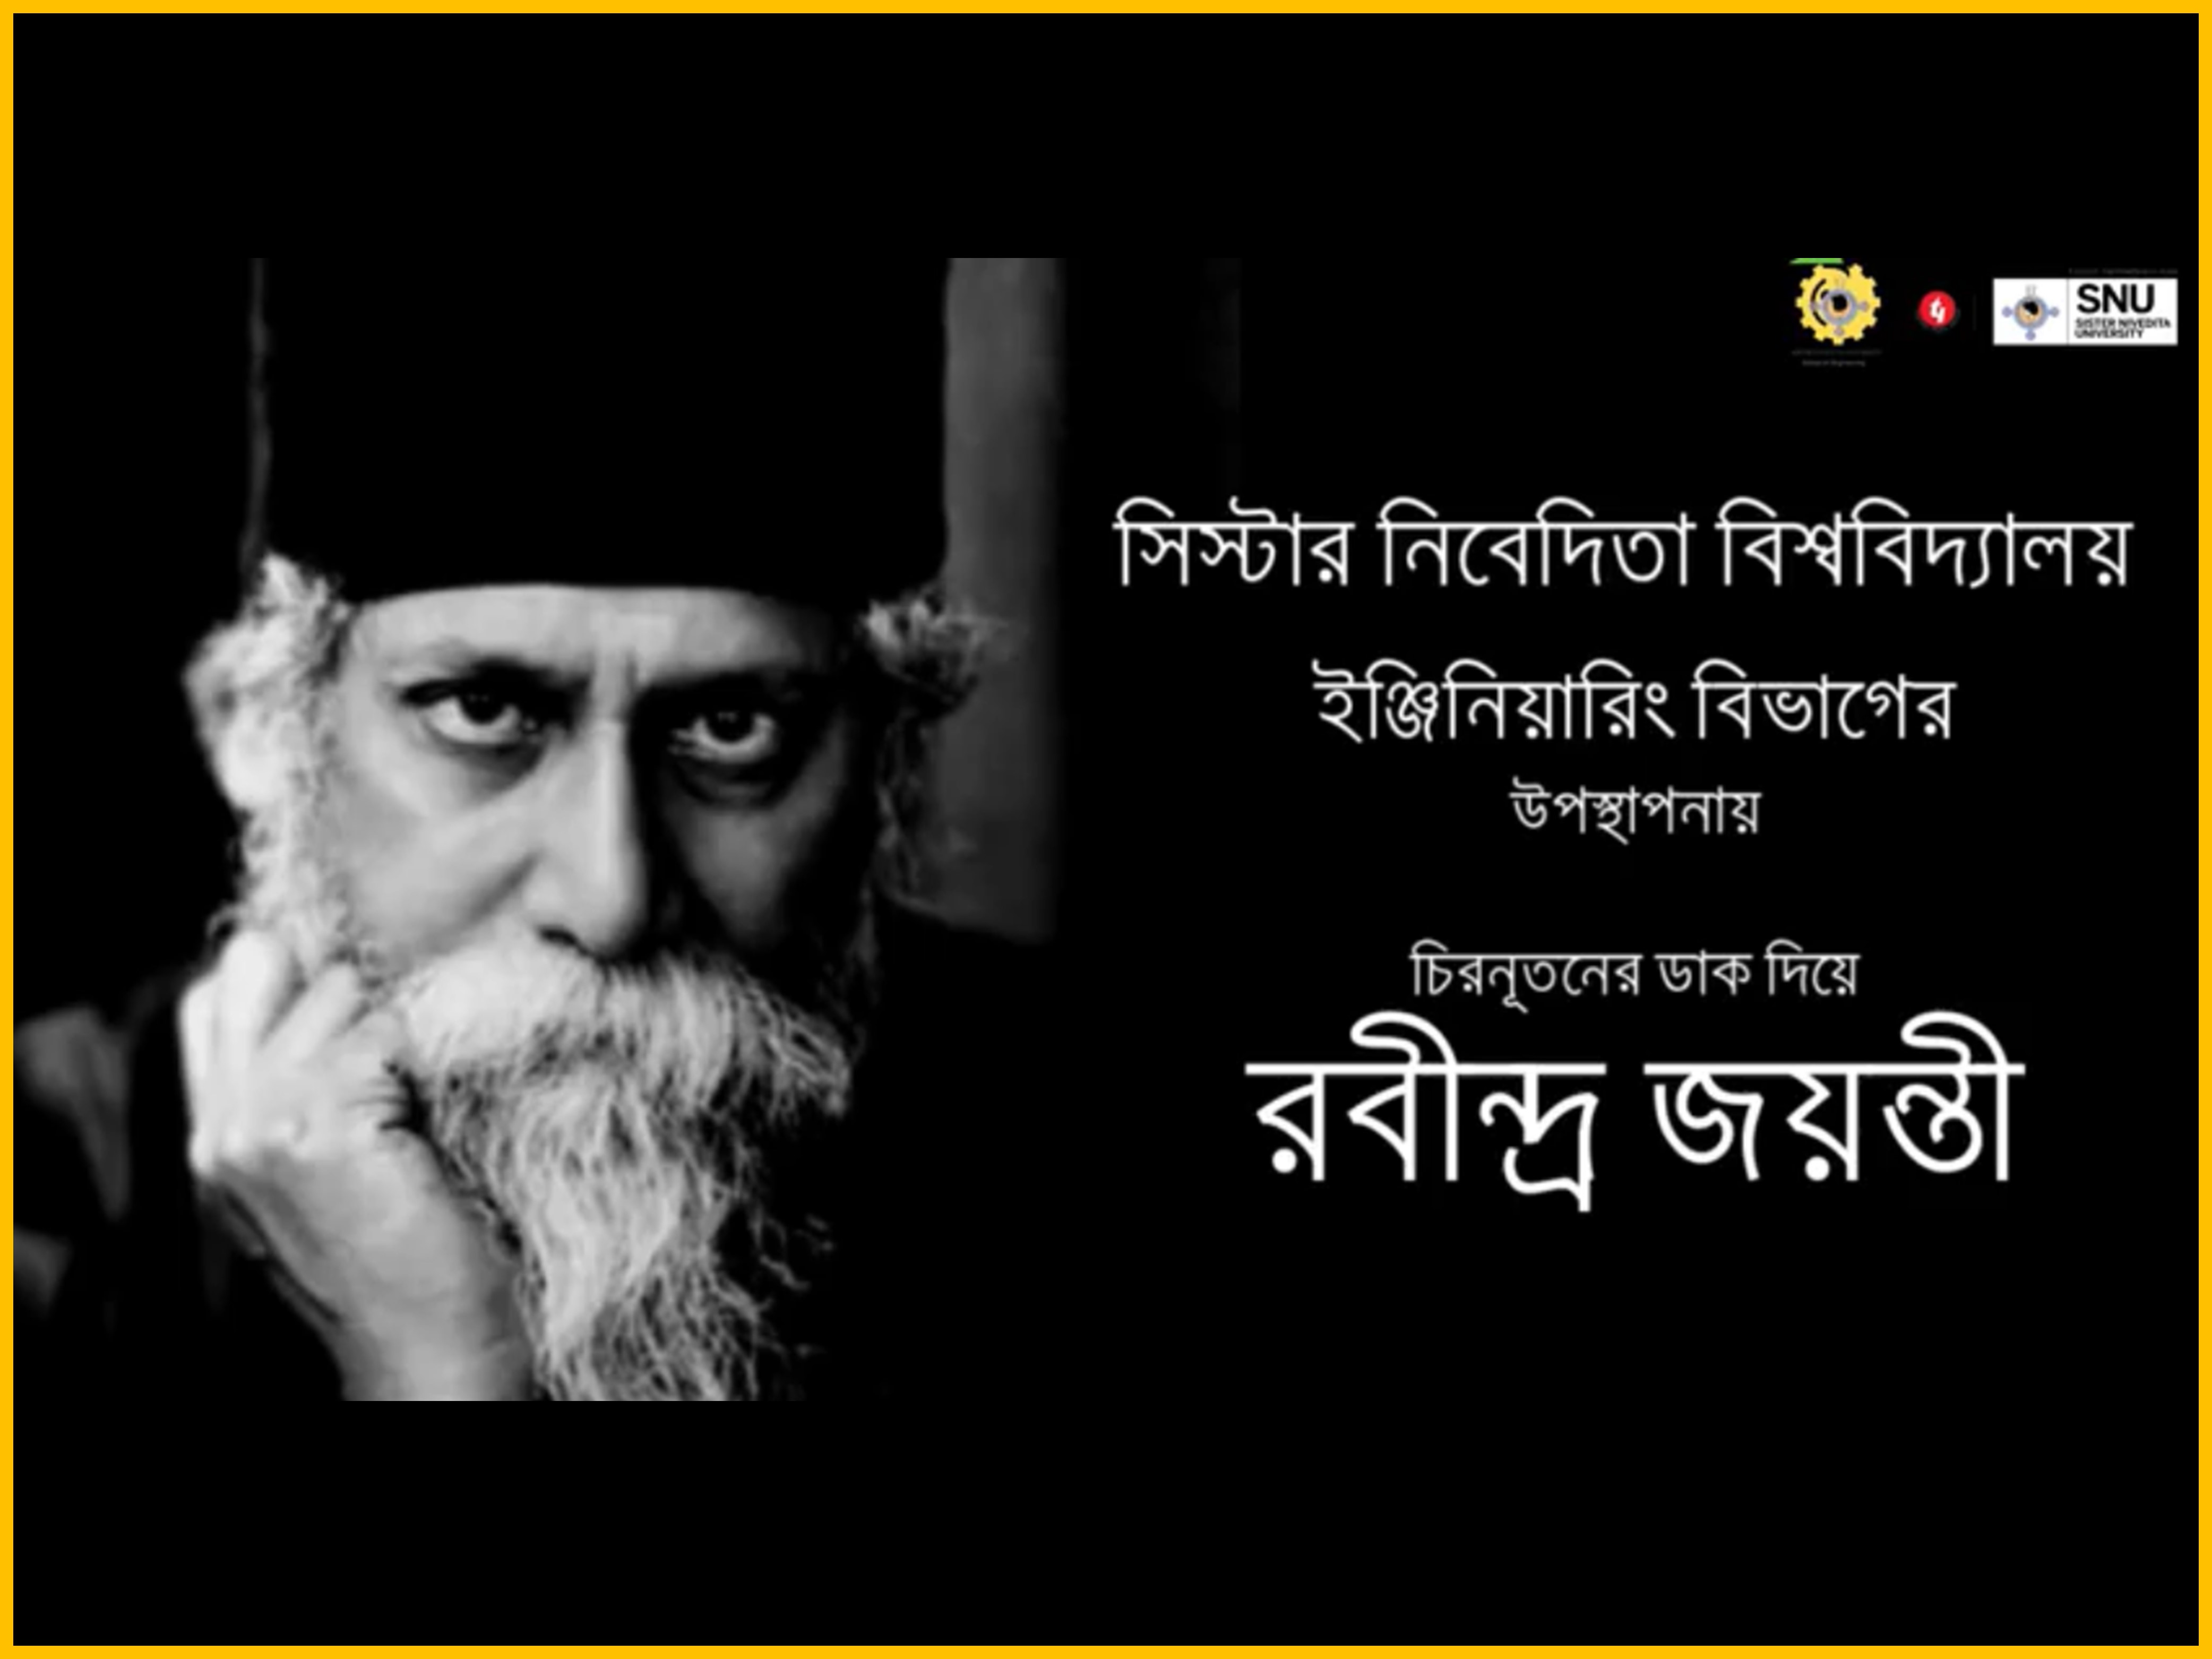 SNU
SISTER NIVEDITA
UNIVERSITY
সিস্টার নিবেদিতা বিশ্ববিদ্যালয়
ইঞ্জিনিয়ারিং বিভাগের
উপস্থাপনায়
চিরনূতনের ডাক দিয়ে
রবীন্দ্র জয়ন্তী